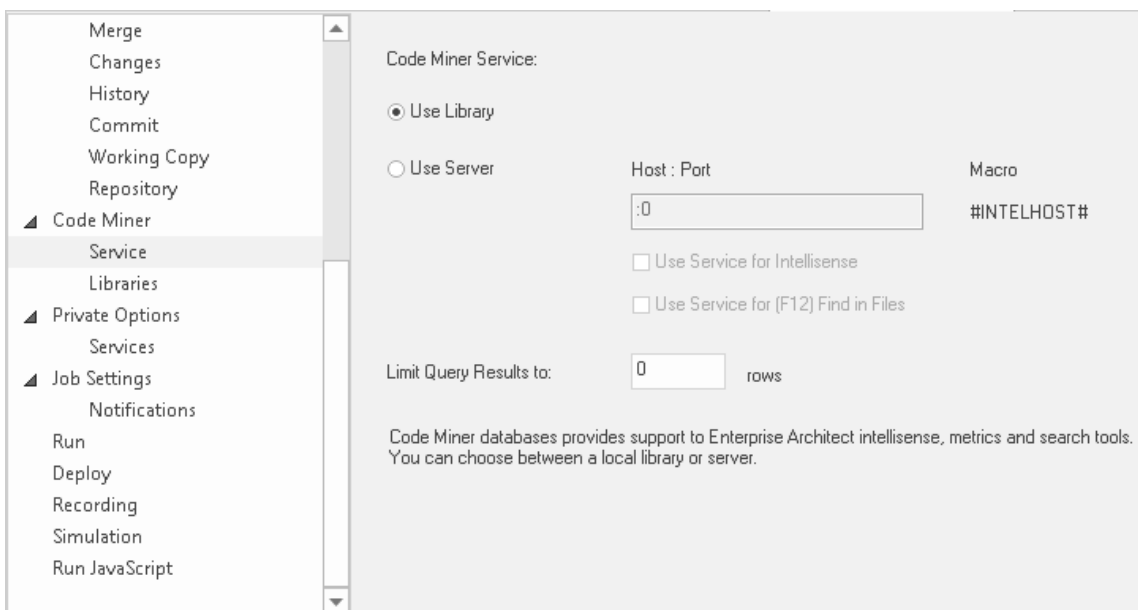 Merge
Changes
History
Commit
Working Copy
Repository
Code Miner
Service
Libraries
Private Options
Services
Job Settings
Notifications
Run
Deploy
Recording
Simulation
Run JavaScript
Code Miner Service:
Use Library
Use Server Host : Port Macro
:0 #INTELHOST#
Use Service for Intellisense
Use Service for (F12) Find in Files
Limit Query Results to: 0 rows
Code Miner databases provides support to Enterprise Architect intellisense, metrics and search tools.
You can choose between a local library or server.